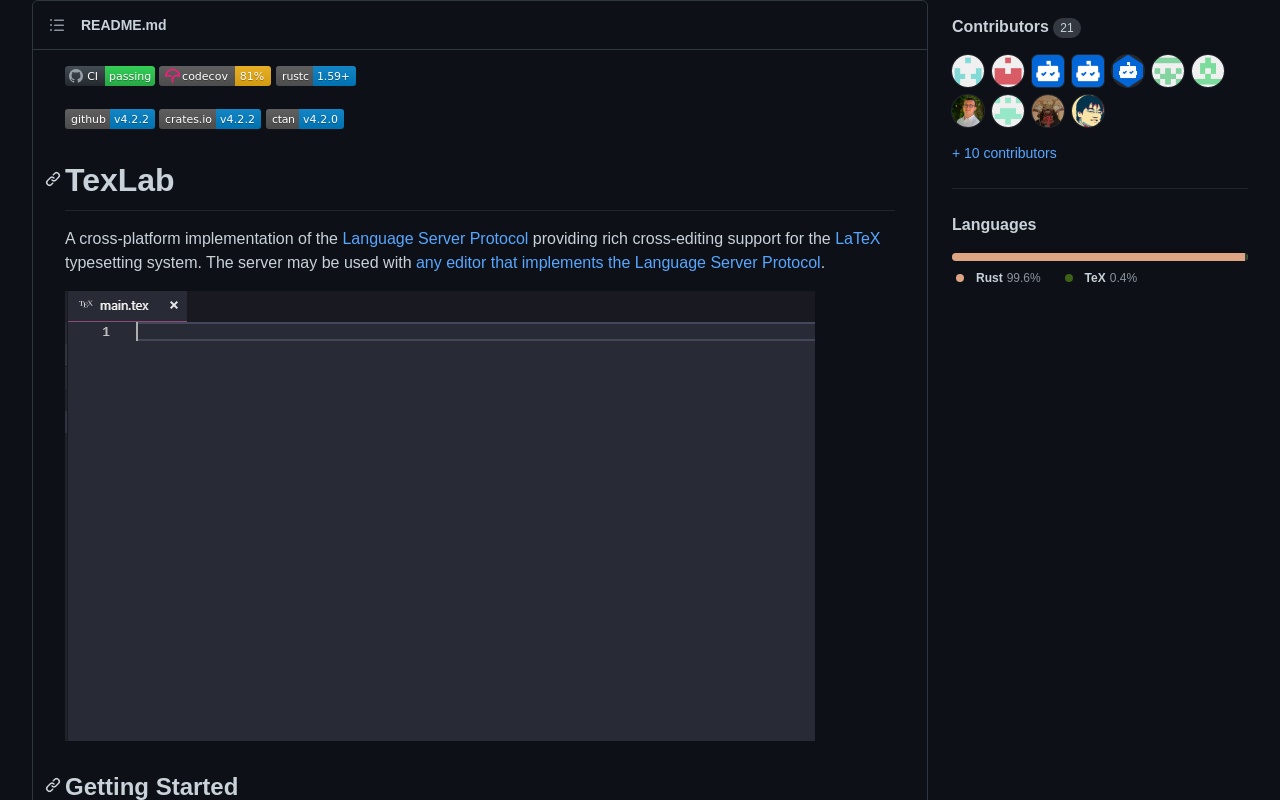 README.md
CI passing codecov 81% rustc 1.59+
github v4.2.2 crates.io v4.2.2 ctan v4.2.0
TexLab
A cross-platform implementation of the Language Server Protocol providing rich cross-editing support for the LaTeX
typesetting system. The server may be used with any editor that implements the Language Server Protocol.
TEX main.tex ×
1
Getting Started
Contributors 21
+ 10 contributors
Languages
Rust 99.6% TeX 0.4%